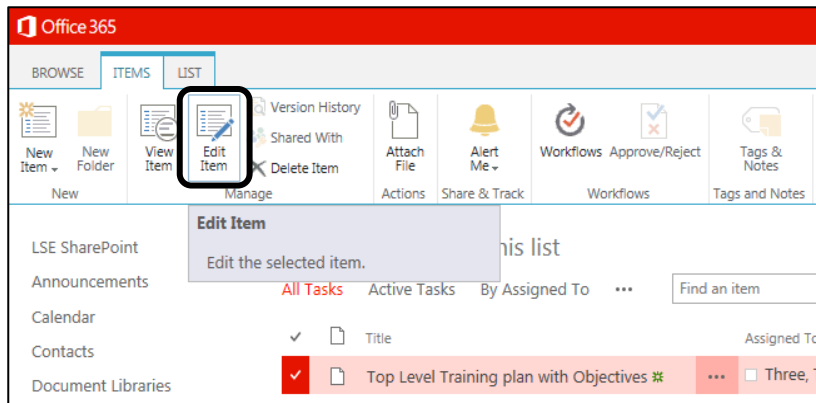 Office 365
BROWSE ITEMS LIST
New Item
New Folder
View Item
Edit Item
Version History
Shared With
Delete Item
Attach File
Alert Me
Workflows
Approve/Reject
Tags & Notes
New
Manage
Actions
Share & Track
Workflows
Tags and Notes
Edit Item
Edit the selected item.
LSE SharePoint
Announcements
Calendar
Contacts
Document Libraries
his list
All Tasks Active Tasks By Assigned To ••• Find an item
Title Assigned To
Top Level Training plan with Objectives ••• Three,